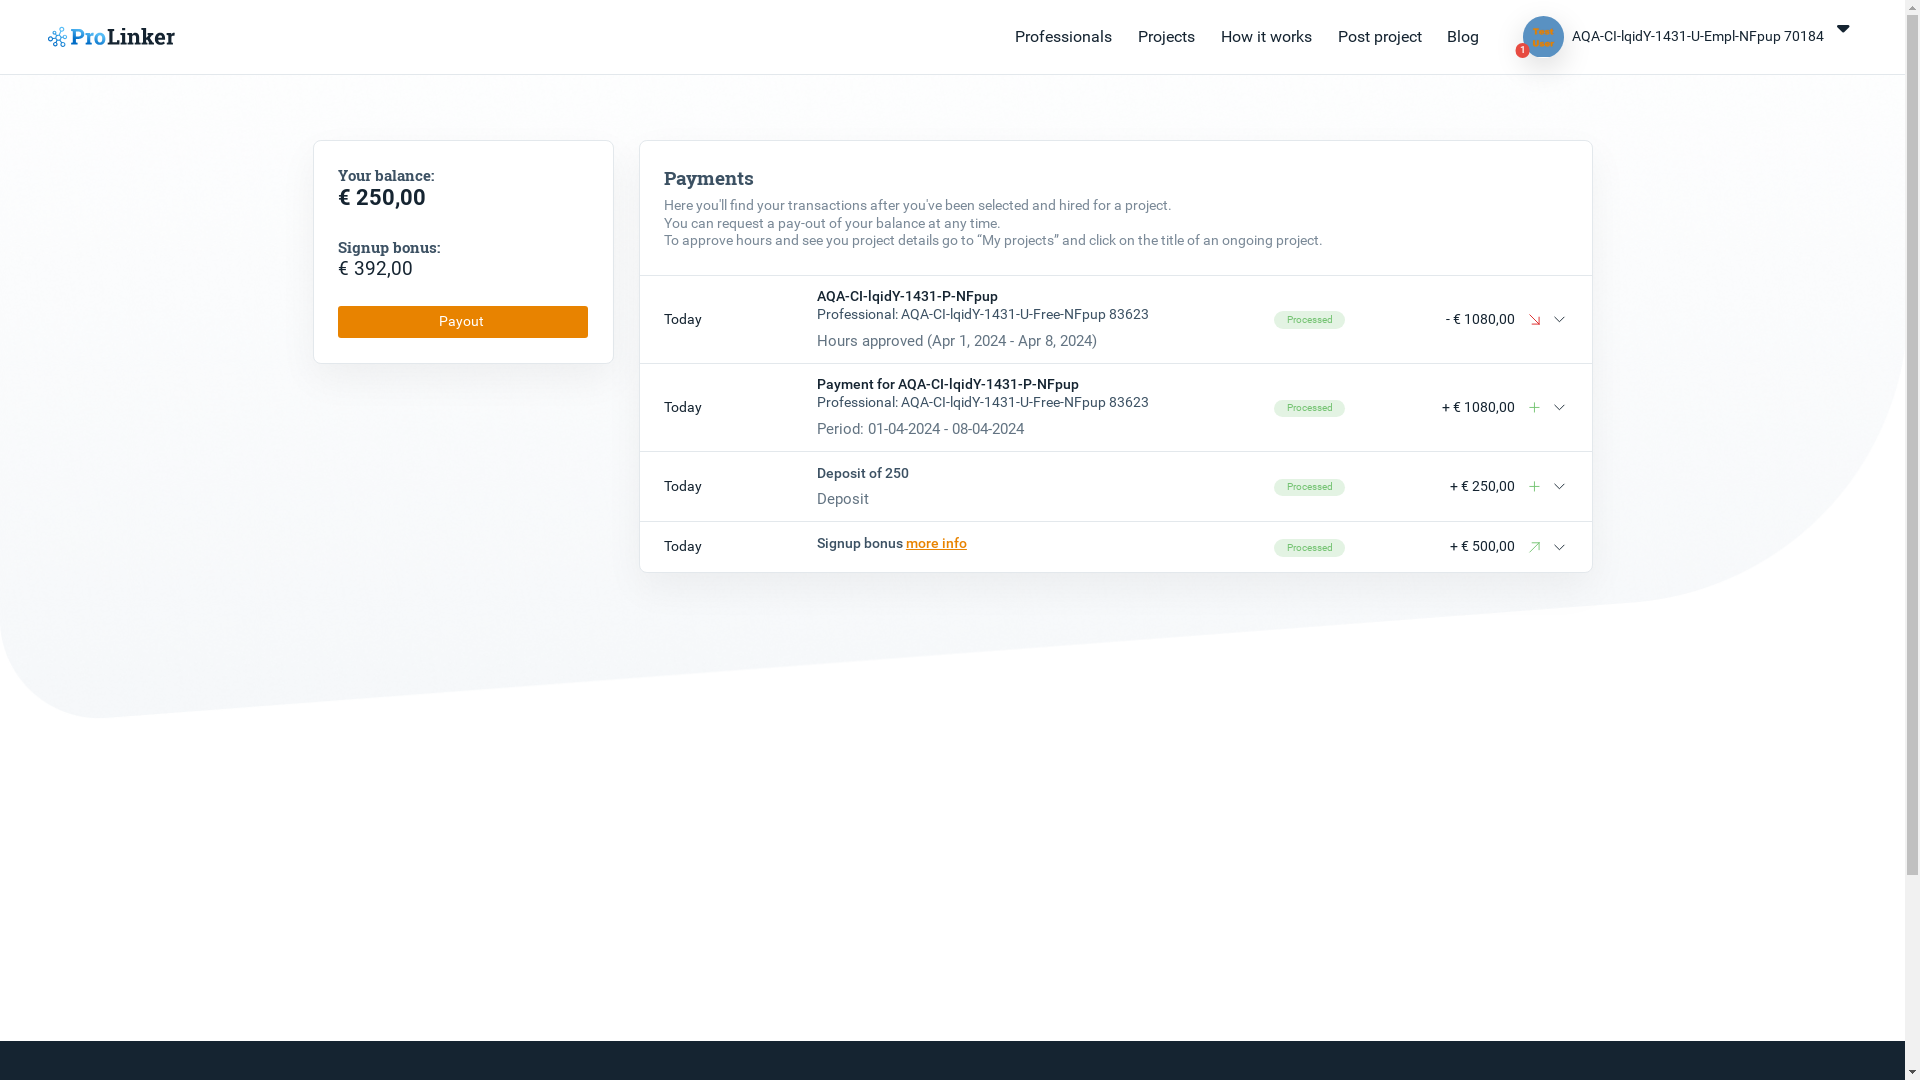 ProLinker
Professionals Projects How it works Post project Blog
1 Test User AQA-CI-lqidY-1431-U-Empl-NFpup 70184
Your balance:
€ 250,00
Signup bonus:
€ 392,00
Payout
Payments
Here you'll find your transactions after you've been selected and hired for a project.
You can request a pay-out of your balance at any time.
To approve hours and see you project details go to “My projects” and click on the title of an ongoing project.
AQA-CI-lqidY-1431-P-NFpup
Today Professional: AQA-CI-lqidY-1431-U-Free-NFpup 83623 Processed - € 1080,00
Hours approved (Apr 1, 2024 - Apr 8, 2024)
Payment for AQA-CI-lqidY-1431-P-NFpup
Today Professional: AQA-CI-lqidY-1431-U-Free-NFpup 83623 Processed + € 1080,00
Period: 01-04-2024 - 08-04-2024
Deposit of 250
Today Processed + € 250,00
Deposit
Today Signup bonus more info Processed + € 500,00